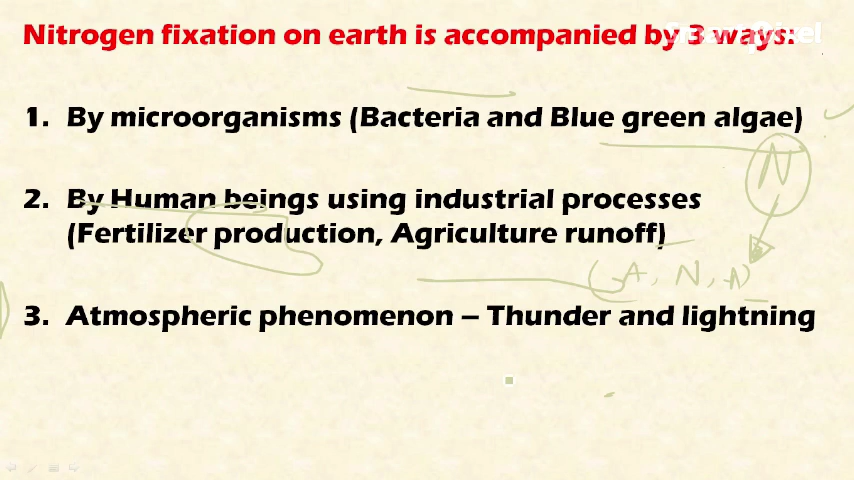 Nitrogen fixation on earth is accompanied by 3 ways:
1. By microorganisms (Bacteria and Blue green algae)
N
2. By Human beings using industrial processes
(Fertilizer production, Agriculture runoff)
(A, N, A)
3. Atmospheric phenomenon – Thunder and lightning